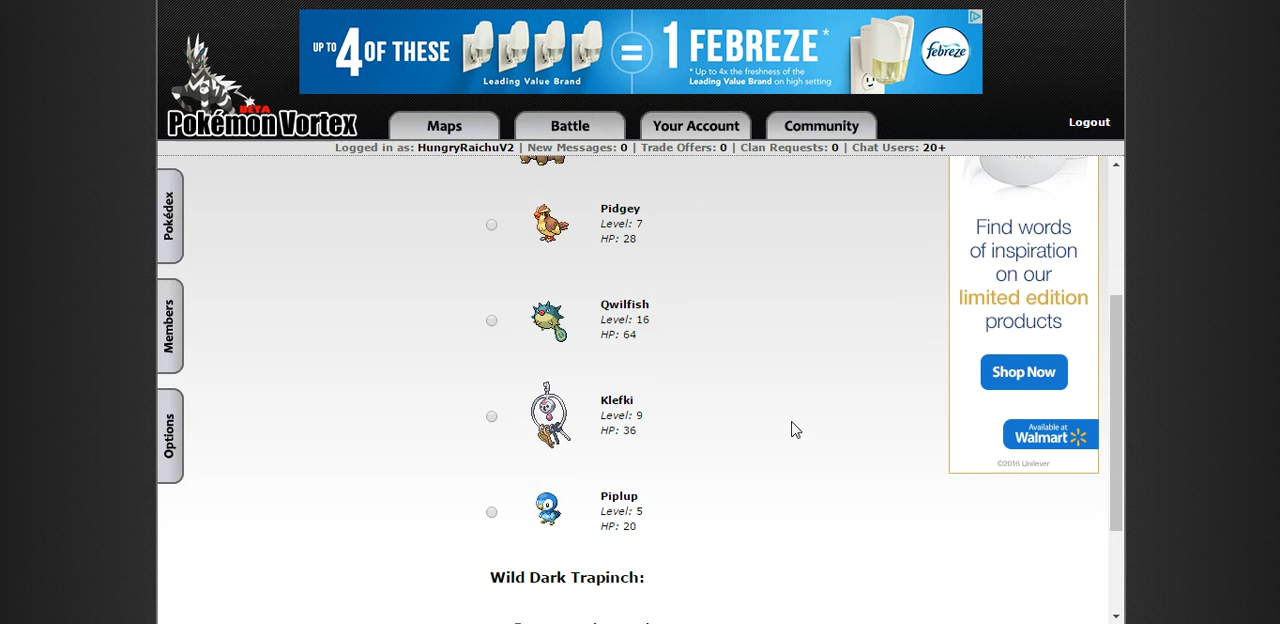 UP TO 4 OF THESE
Leading Value Brand
=
1 FEBREZE*
* Up to 4x the freshness of the
Leading Value Brand on high setting
febreze
BETA
Pokémon Vortex
Maps
Battle
Your Account
Community
Logout
Logged in as: HungryRaichuV2 | New Messages: 0 | Trade Offers: 0 | Clan Requests: 0 | Chat Users: 20+
Pokédex
Members
Options
Pidgey
Level: 7
HP: 28
Qwilfish
Level: 16
HP: 64
Klefki
Level: 9
HP: 36
Piplup
Level: 5
HP: 20
Wild Dark Trapinch:
Find words
of inspiration
on our
limited edition
products
Shop Now
Available at
Walmart
©2016 Unilever